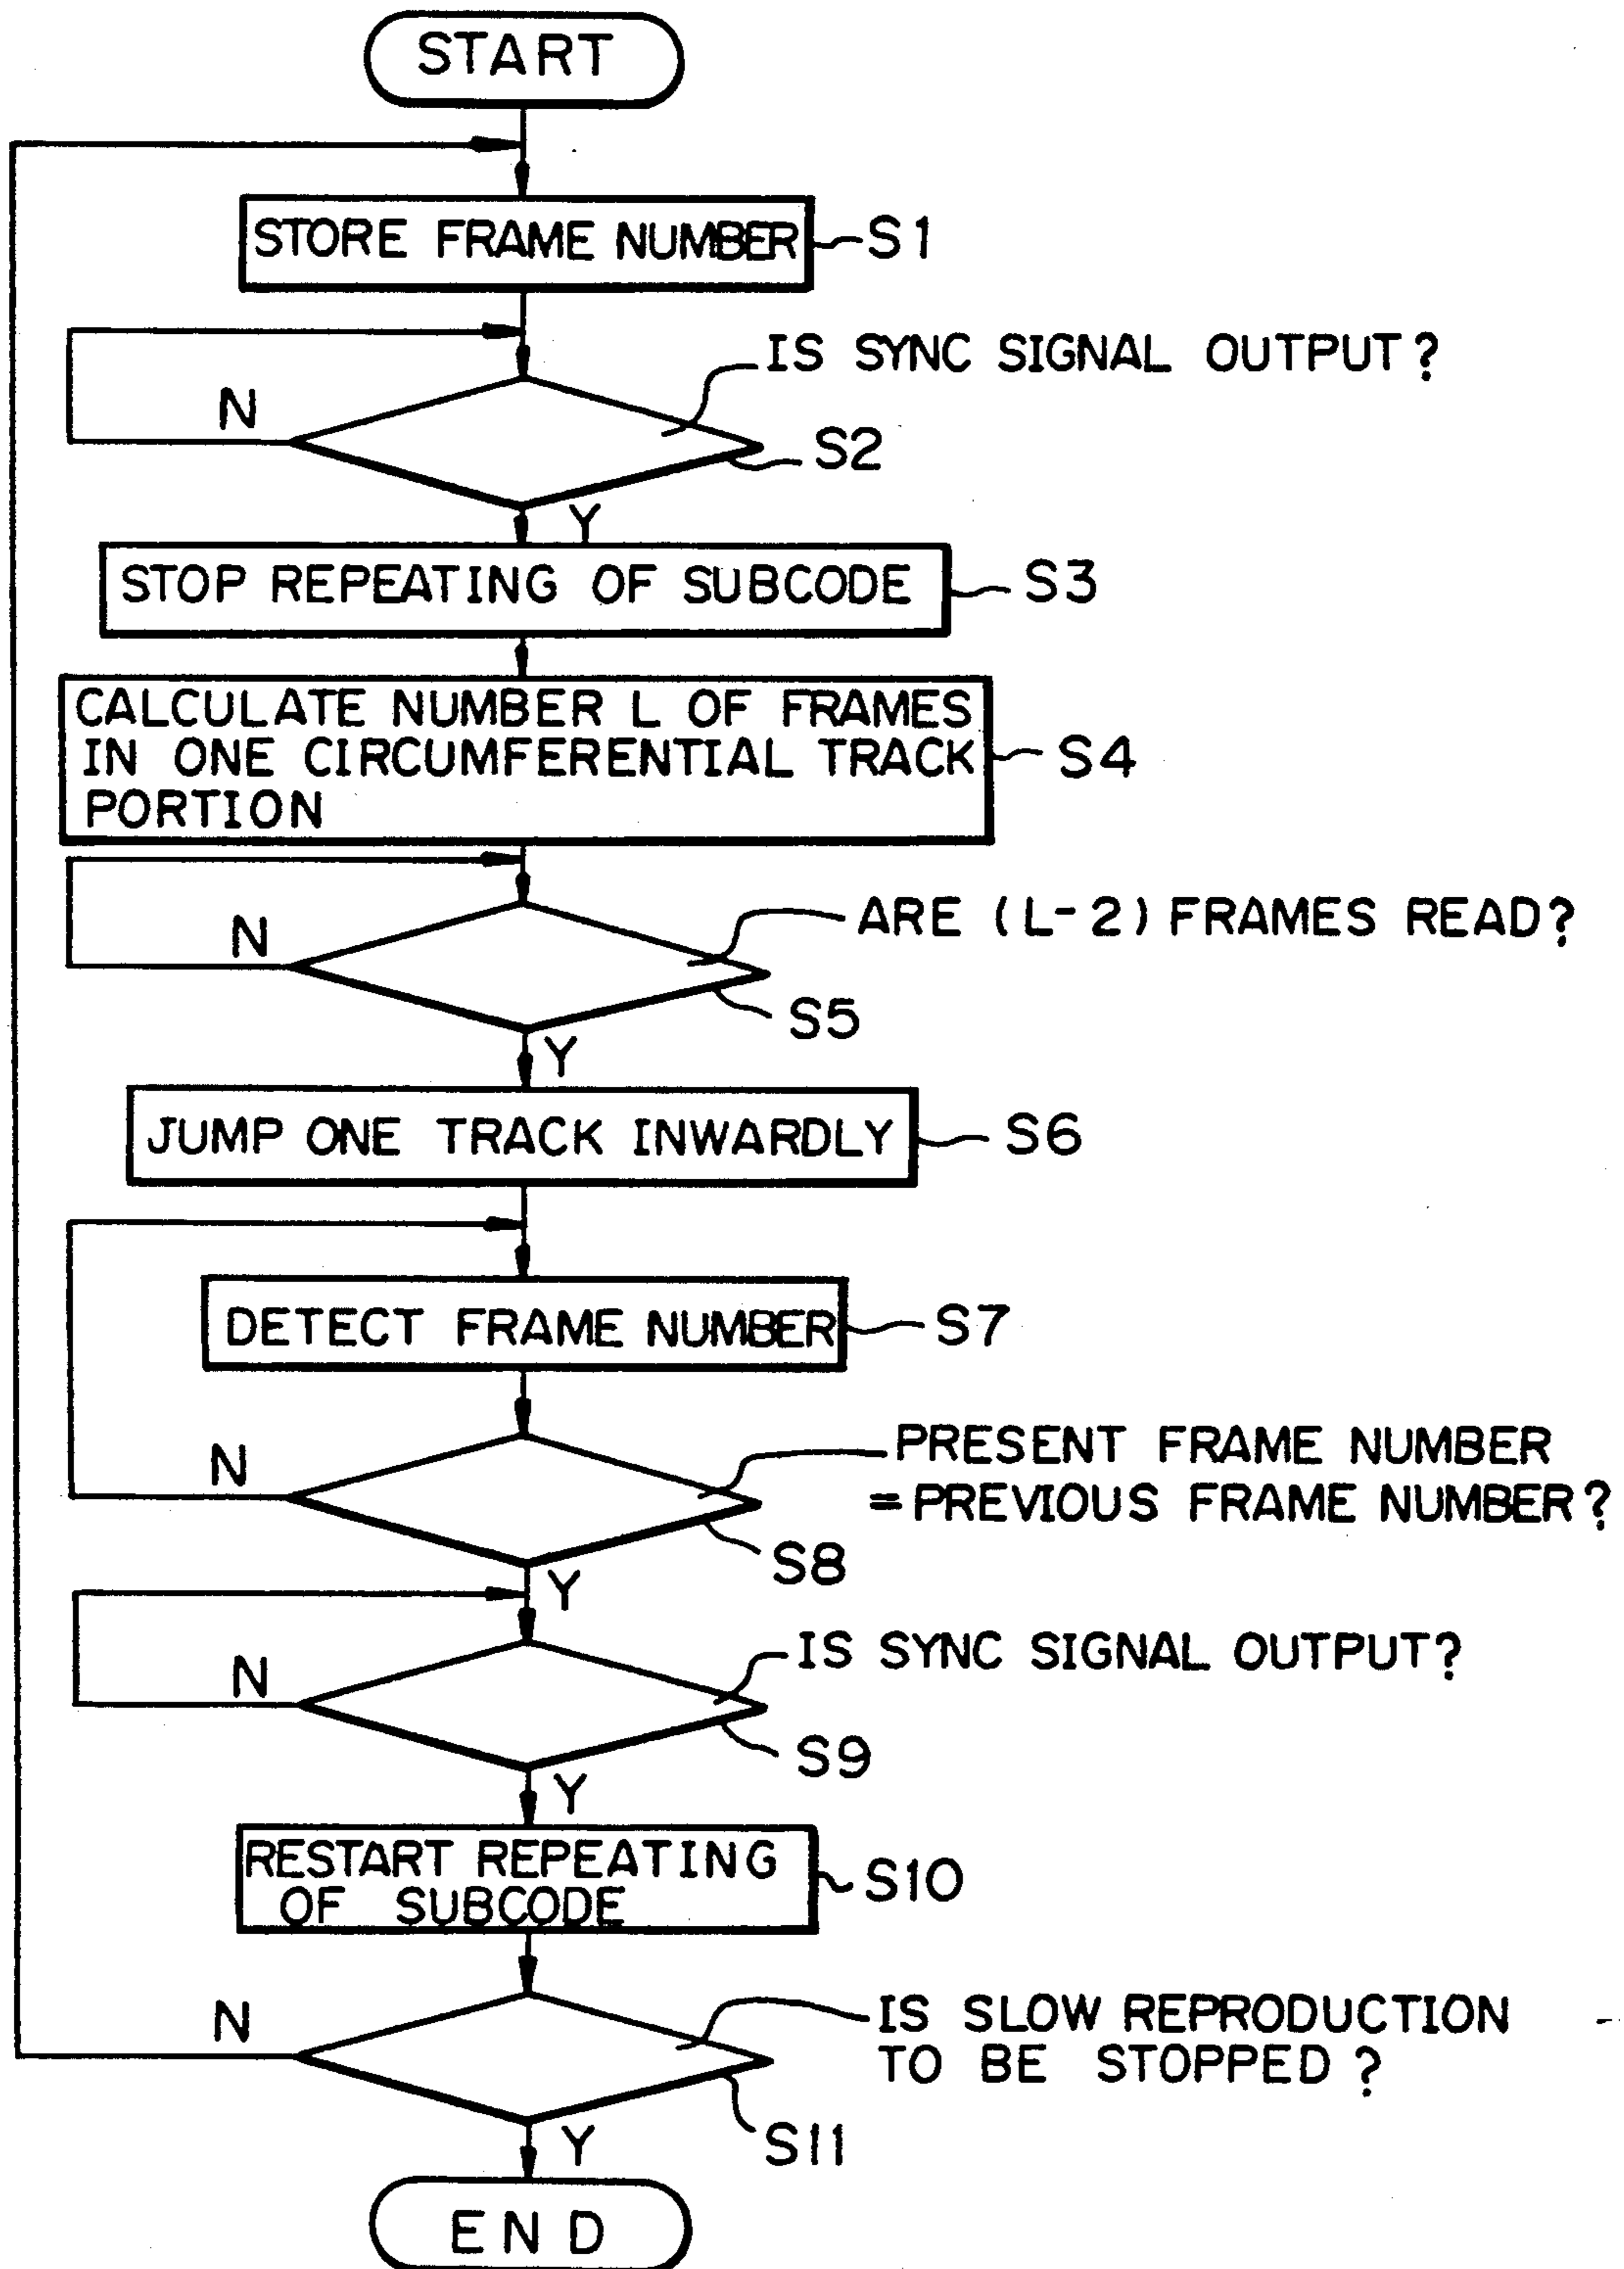 START
STORE FRAME NUMBER
S1
IS SYNC SIGNAL OUTPUT?
N
S2
Y
STOP REPEATING OF SUBCODE
S3
CALCULATE NUMBER L OF FRAMES
IN ONE CIRCUMFERENTIAL TRACK
PORTION
S4
ARE (L-2) FRAMES READ?
N
S5
Y
JUMP ONE TRACK INWARDLY
S6
DETECT FRAME NUMBER
S7
PRESENT FRAME NUMBER
= PREVIOUS FRAME NUMBER?
N
S8
Y
IS SYNC SIGNAL OUTPUT?
N
S9
Y
RESTART REPEATING
OF SUBCODE
S10
IS SLOW REPRODUCTION
TO BE STOPPED?
N
S11
Y
END